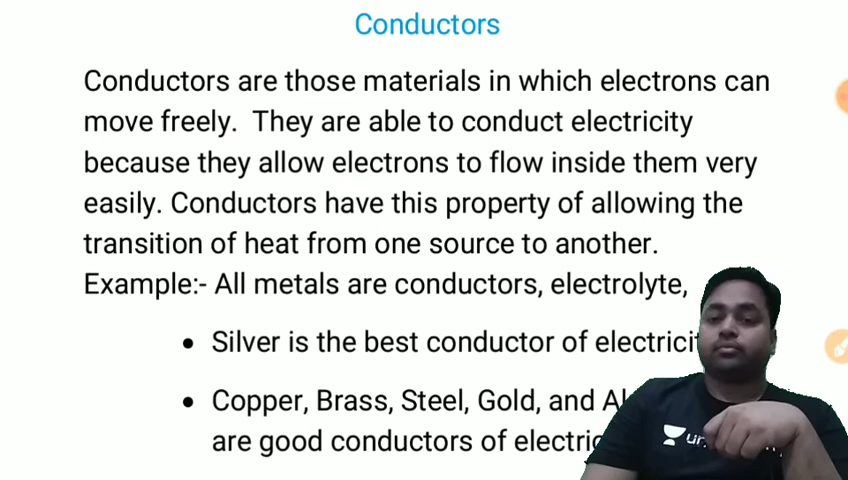 Conductors
Conductors are those materials in which electrons can
move freely. They are able to conduct electricity
because they allow electrons to flow inside them very
easily. Conductors have this property of allowing the
transition of heat from one source to another.
Example:- All metals are conductors, electrolyte,
• Silver is the best conductor of
• Copper, Brass, Steel, Gold, and
are good conductors of